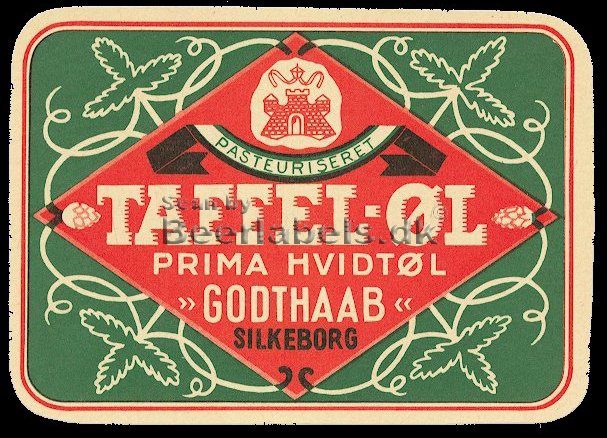 PASTEURISERET
TAFFEL-ØL
Scan by
Beerlabels.dk
PRIMA HVIDTØL
»GODTHAAB«
SILKEBORG